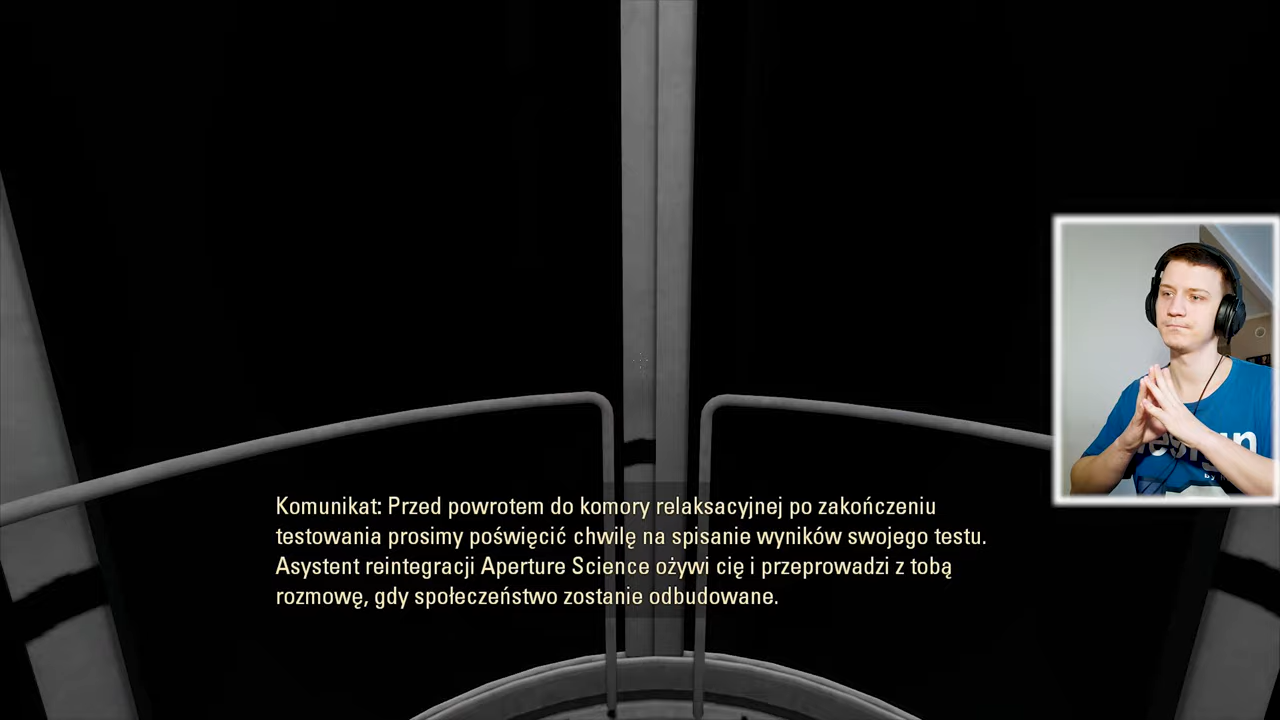 Komunikat: Przed powrotem do komory relaksacyjnej po zakończeniu
testowania prosimy poświęcić chwilę na spisanie wyników swojego testu.
Asystent reintegracji Aperture Science ożywi cię i przeprowadzi z tobą
rozmowę, gdy społeczeństwo zostanie odbudowane.